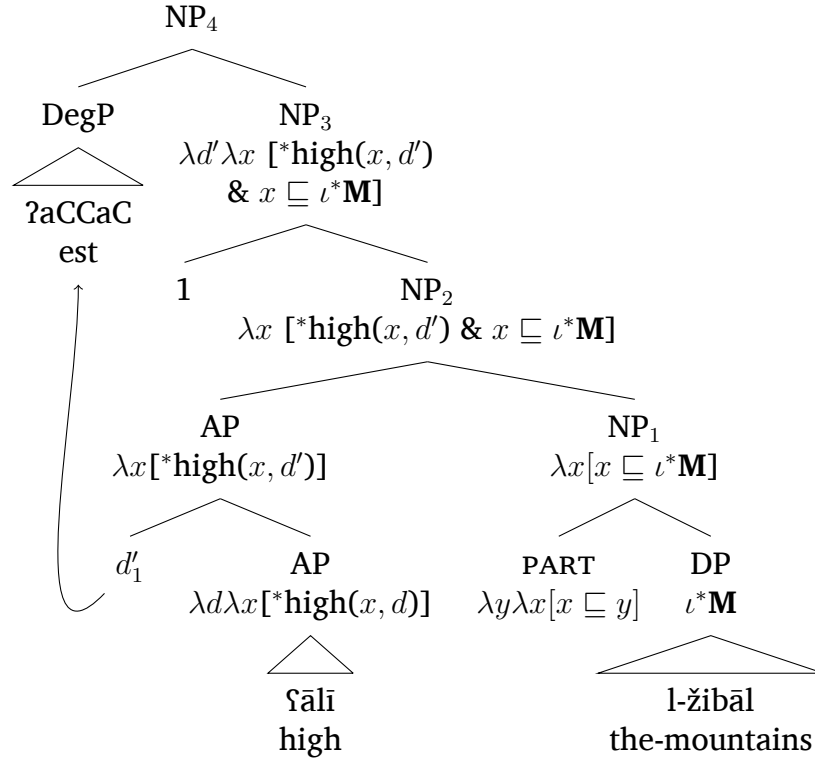 NP₄
DegP NP₃
λd′λx [*high(x, d′)
& x ⊑ ι*M]
ʔaCCaC
est
1 NP₂
λx [*high(x, d′) & x ⊑ ι*M]
AP NP₁
λx[*high(x, d′)] λx[x ⊑ ι*M]
d′₁ AP PART DP
λdλx[*high(x, d)] λyλx[x ⊑ y] ι*M
ʕālī l-žibāl
high the-mountains